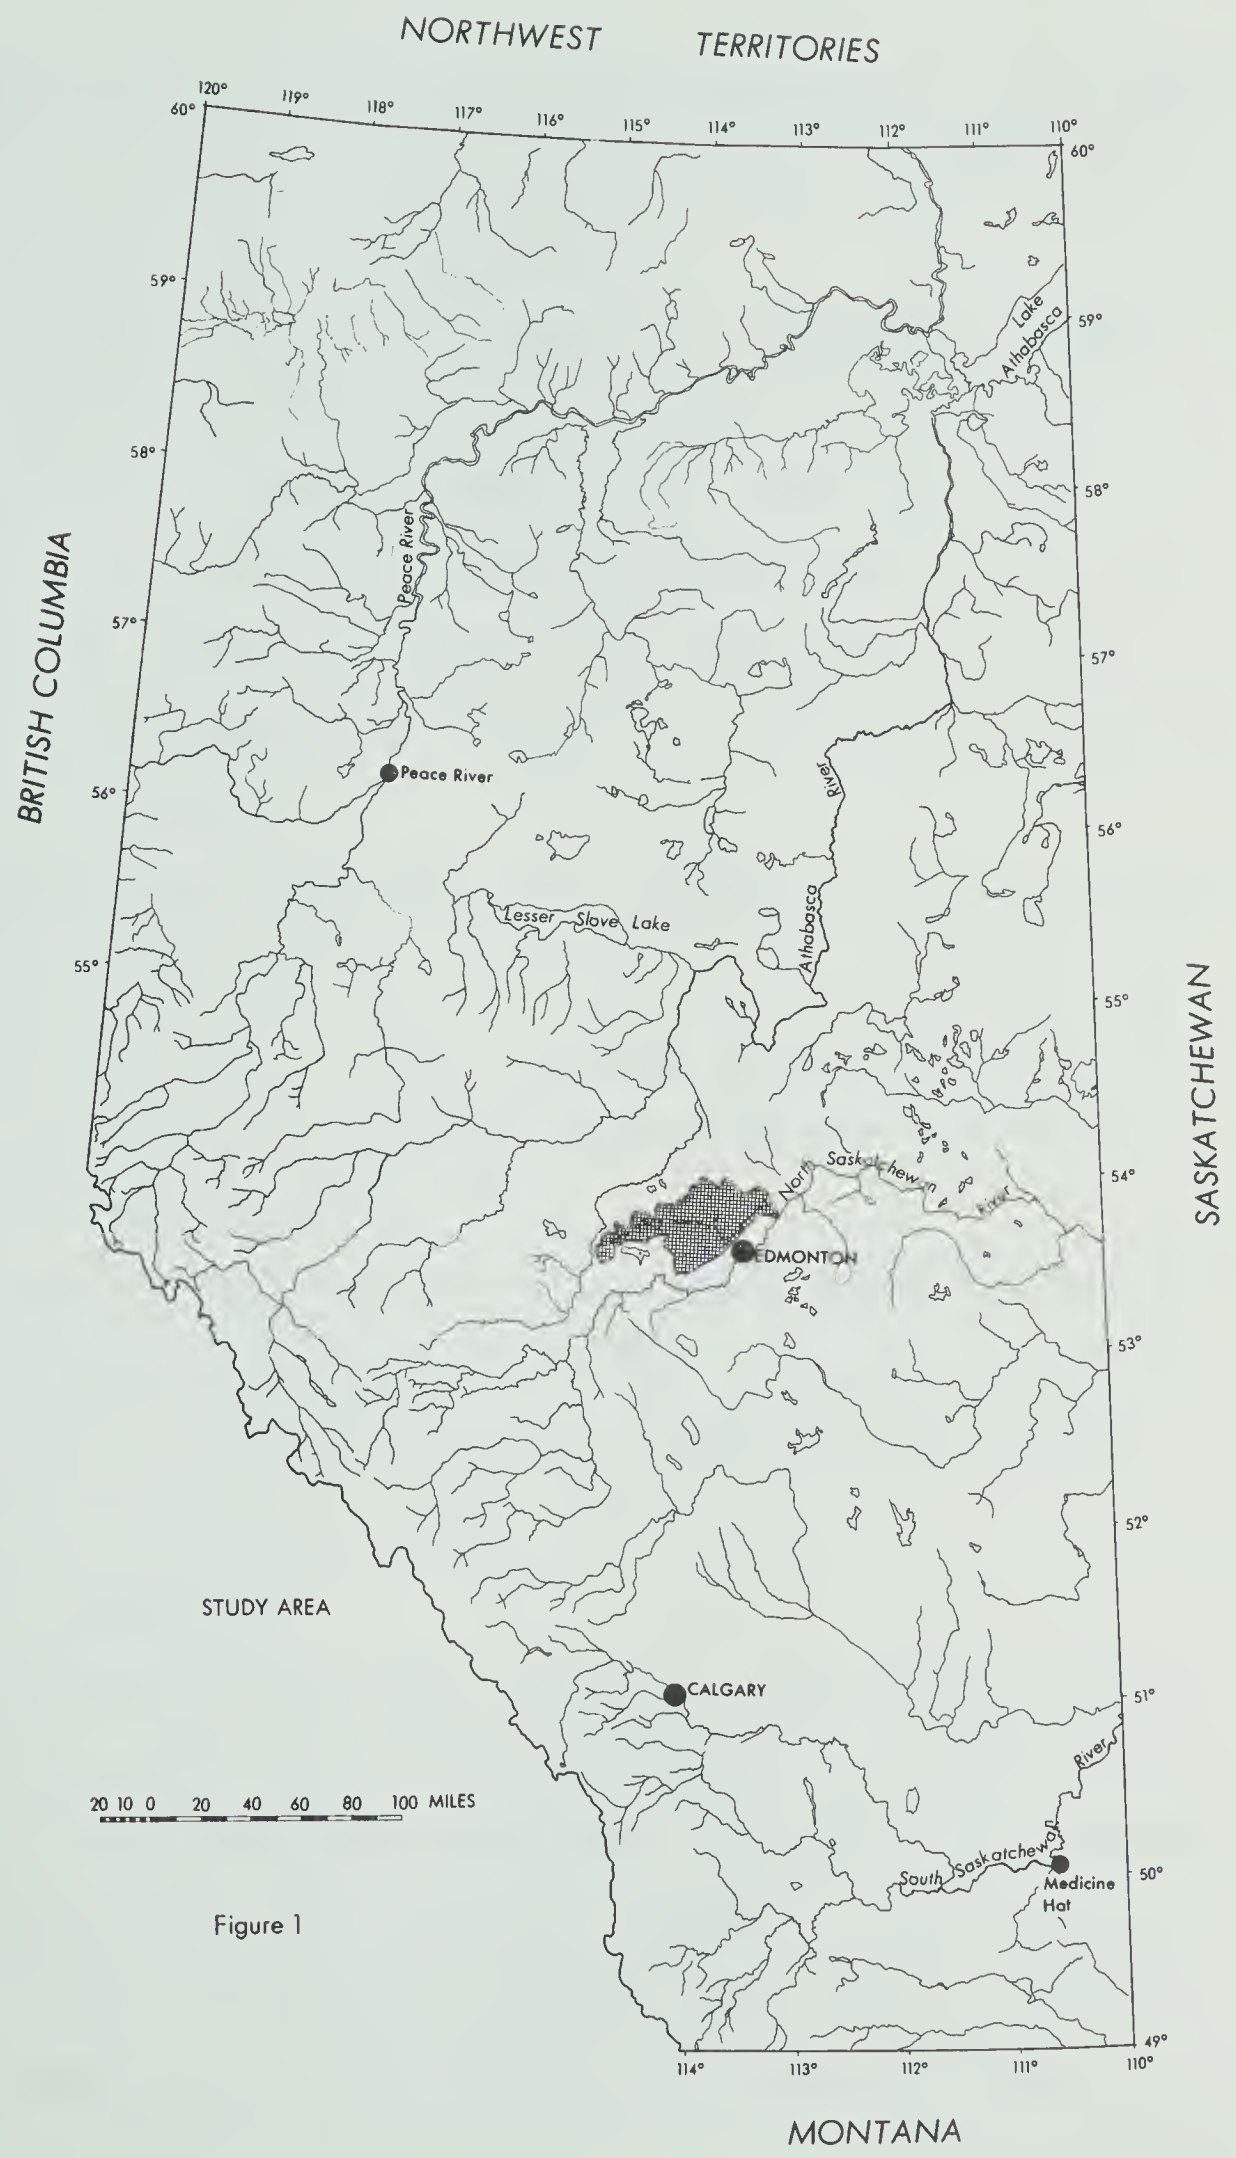 NORTHWEST TERRITORIES
120° 119° 118° 117° 116° 115° 114° 113° 112° 111° 110°
60° 60°
59° 59°
Lake
Athabasca
58° 58°
Peace River
BRITISH COLUMBIA
57° 57°
Peace River
River
56° 56°
Athabasca
Lesser Slave Lake
55° 55°
SASKATCHEWAN
54°
North Saskatchewan River
EDMONTON
53°
52°
STUDY AREA
CALGARY
51°
River
20 10 0 20 40 60 80 100 MILES
South Saskatchewan
50°
Medicine
Hat
Figure 1
49°
114° 113° 112° 111° 110°
MONTANA